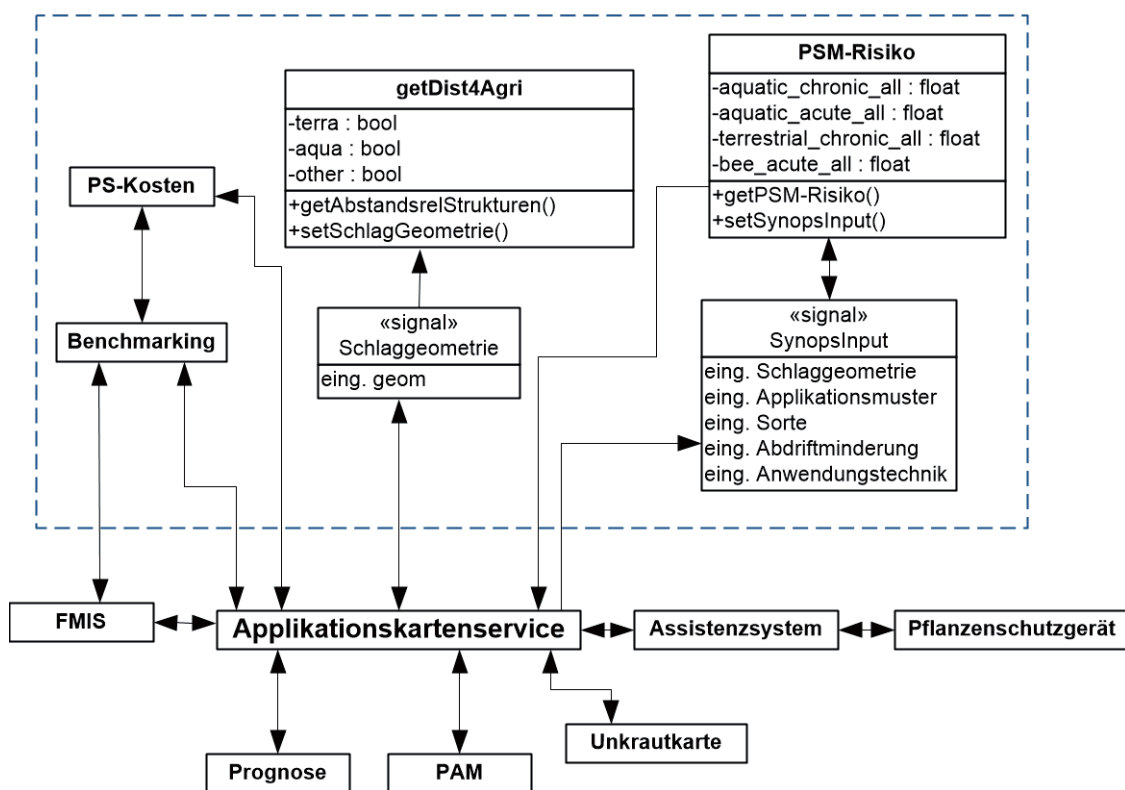 PSM-Risiko
-aquatic_chronic_all : float
-aquatic_acute_all : float
-terrestrial_chronic_all : float
-bee_acute_all : float
+getPSM-Risiko()
+setSynopsInput()
getDist4Agri
-terra : bool
-aqua : bool
-other : bool
+getAbstandsrelStrukturen()
+setSchlagGeometrie()
PS-Kosten
Benchmarking
«signal»
Schlaggeometrie
eing. geom
«signal»
SynopsInput
eing. Schlaggeometrie
eing. Applikationsmuster
eing. Sorte
eing. Abdriftminderung
eing. Anwendungstechnik
FMIS
Applikationskartenservice
Assistenzsystem
Pflanzenschutzgerät
Unkrautkarte
Prognose
PAM